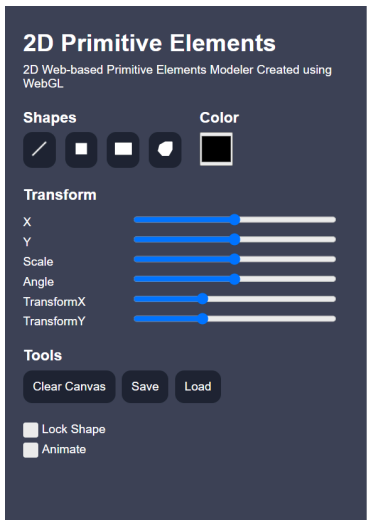 2D Primitive Elements
2D Web-based Primitive Elements Modeler Created using
WebGL
Shapes Color
Transform
X
Y
Scale
Angle
TransformX
TransformY
Tools
Clear Canvas Save Load
Lock Shape
Animate